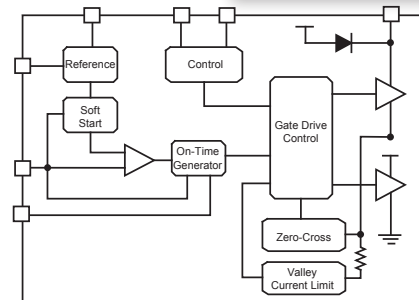 Reference
Control
Soft
Start
On-Time
Generator
Gate Drive
Control
Zero-Cross
Valley
Current Limit